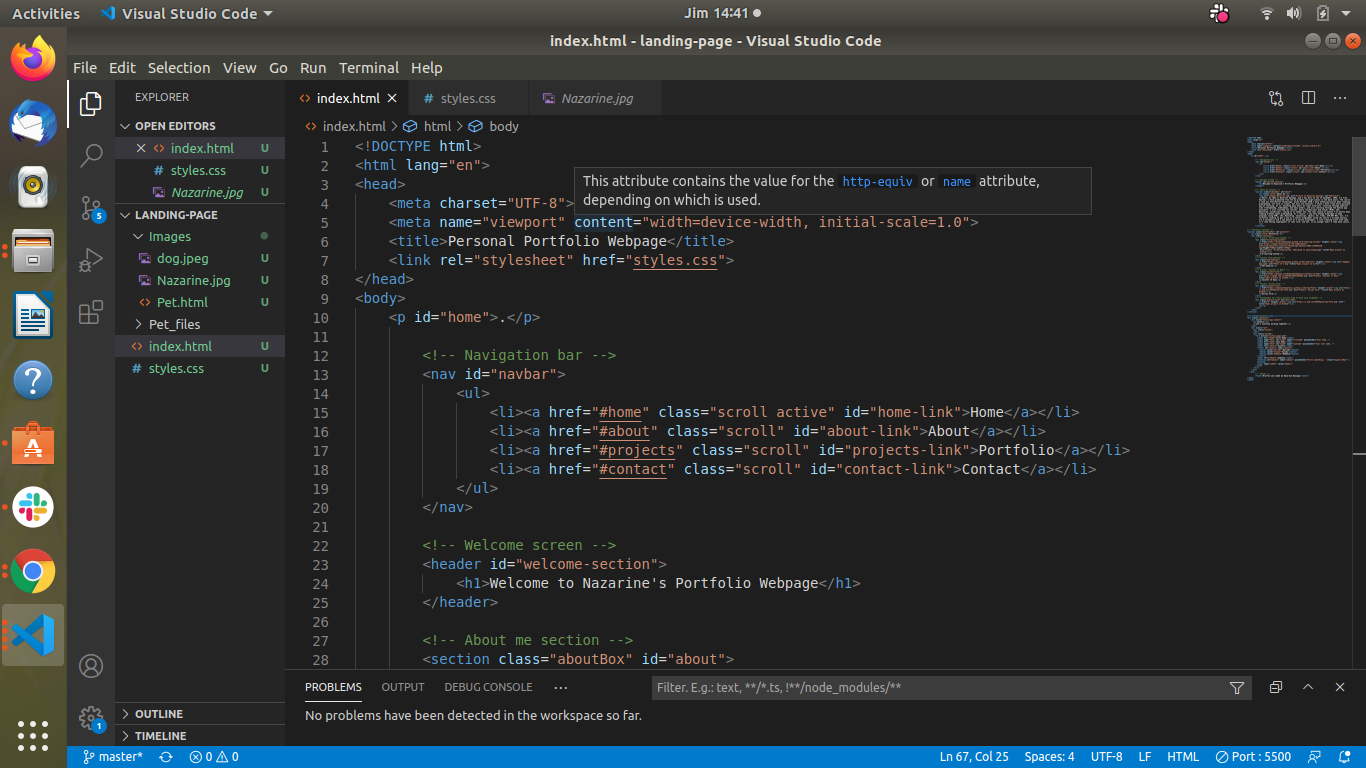 Activities
Visual Studio Code
Jim 14:41
index.html - landing-page - Visual Studio Code
File Edit Selection View Go Run Terminal Help
EXPLORER
OPEN EDITORS
index.html U
styles.css U
Nazarine.jpg U
LANDING-PAGE
Images
dog.jpeg U
Nazarine.jpg U
Pet.html U
Pet_files
index.html U
styles.css U
OUTLINE
TIMELINE
5
1
index.html
styles.css
Nazarine.jpg
index.html > html > body
1 <!DOCTYPE html>
2 <html lang="en">
3 <head>
4 <meta charset="UTF-8">
5 <meta name="viewport" content="width=device-width, initial-scale=1.0">
6 <title>Personal Portfolio Webpage</title>
7 <link rel="stylesheet" href="styles.css">
8 </head>
9 <body>
10 <p id="home">.</p>
11
12 <!-- Navigation bar -->
13 <nav id="navbar">
14 <ul>
15 <li><a href="#home" class="scroll active" id="home-link">Home</a></li>
16 <li><a href="#about" class="scroll" id="about-link">About</a></li>
17 <li><a href="#projects" class="scroll" id="projects-link">Portfolio</a></li>
18 <li><a href="#contact" class="scroll" id="contact-link">Contact</a></li>
19 </ul>
20 </nav>
21
22 <!-- Welcome screen -->
23 <header id="welcome-section">
24 <h1>Welcome to Nazarine's Portfolio Webpage</h1>
25 </header>
26
27 <!-- About me section -->
28 <section class="aboutBox" id="about">
This attribute contains the value for the http-equiv or name attribute,
depending on which is used.
PROBLEMS OUTPUT DEBUG CONSOLE ...
Filter. E.g.: text, **/*.ts, !**/node_modules/**
No problems have been detected in the workspace so far.
master* 0 0
Ln 67, Col 25 Spaces: 4 UTF-8 LF HTML Port : 5500